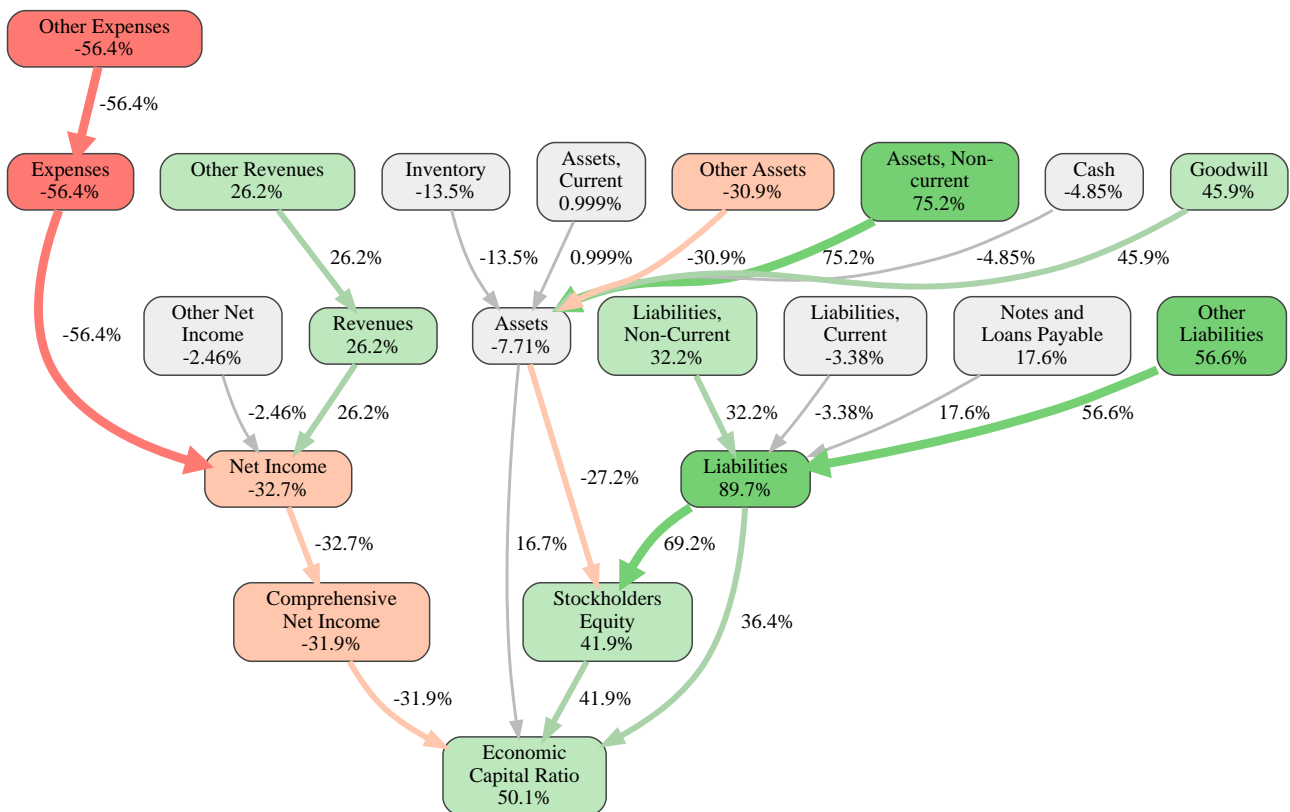 Other Expenses
-56.4%
-56.4%
Expenses
-56.4%
Other Revenues
26.2%
Inventory
-13.5%
Assets,
Current
0.999%
Other Assets
-30.9%
Assets, Non-
current
75.2%
Cash
-4.85%
Goodwill
45.9%
26.2%
-13.5%
0.999%
-30.9%
75.2%
-4.85%
45.9%
-56.4%
Other Net
Income
-2.46%
Revenues
26.2%
Assets
-7.71%
Liabilities,
Non-Current
32.2%
Liabilities,
Current
-3.38%
Notes and
Loans Payable
17.6%
Other
Liabilities
56.6%
-2.46%
26.2%
32.2%
-3.38%
17.6%
56.6%
Net Income
-32.7%
-27.2%
Liabilities
89.7%
-32.7%
16.7%
69.2%
Comprehensive
Net Income
-31.9%
Stockholders
Equity
41.9%
36.4%
-31.9%
41.9%
Economic
Capital Ratio
50.1%